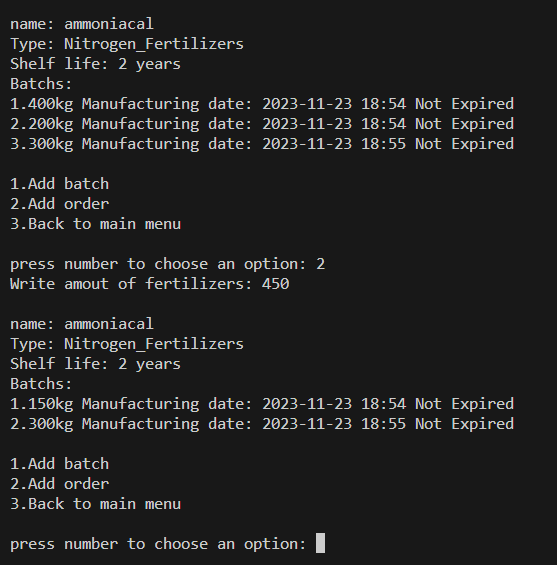 name: ammoniacal
Type: Nitrogen_Fertilizers
Shelf life: 2 years
Batchs:
1.400kg Manufacturing date: 2023-11-23 18:54 Not Expired
2.200kg Manufacturing date: 2023-11-23 18:54 Not Expired
3.300kg Manufacturing date: 2023-11-23 18:55 Not Expired
1.Add batch
2.Add order
3.Back to main menu
press number to choose an option: 2
Write amout of fertilizers: 450
name: ammoniacal
Type: Nitrogen_Fertilizers
Shelf life: 2 years
Batchs:
1.150kg Manufacturing date: 2023-11-23 18:54 Not Expired
2.300kg Manufacturing date: 2023-11-23 18:55 Not Expired
1.Add batch
2.Add order
3.Back to main menu
press number to choose an option: